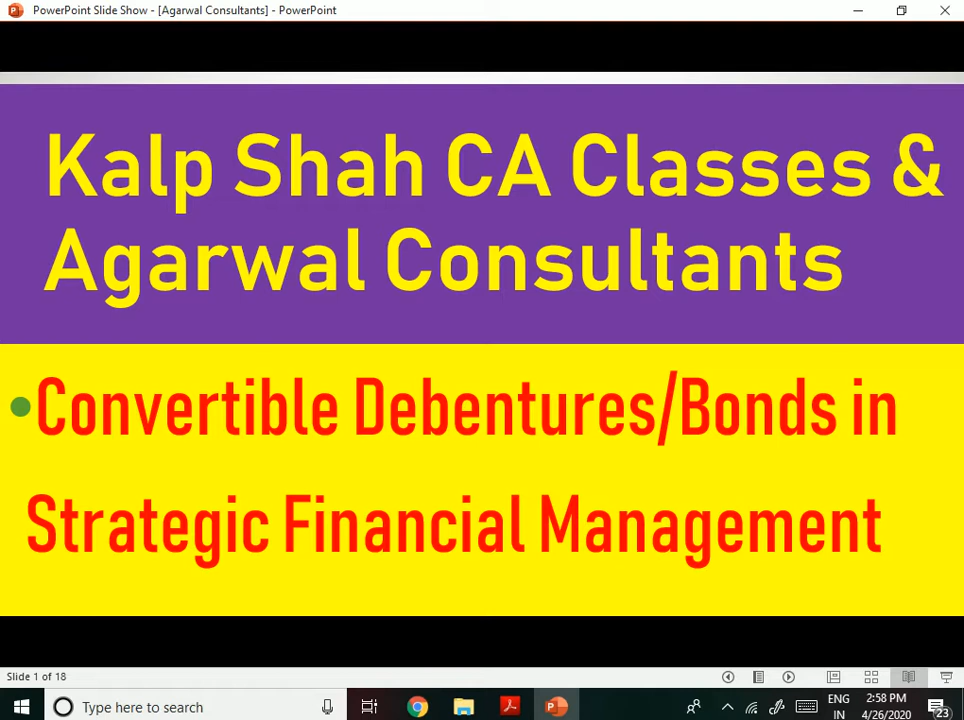 PowerPoint Slide Show - [Agarwal Consultants] - PowerPoint
Kalp Shah CA Classes &
Agarwal Consultants
•Convertible Debentures/Bonds in
Strategic Financial Management
Slide 1 of 18
Type here to search
ENG
IN
2:58 PM
4/26/2020
23